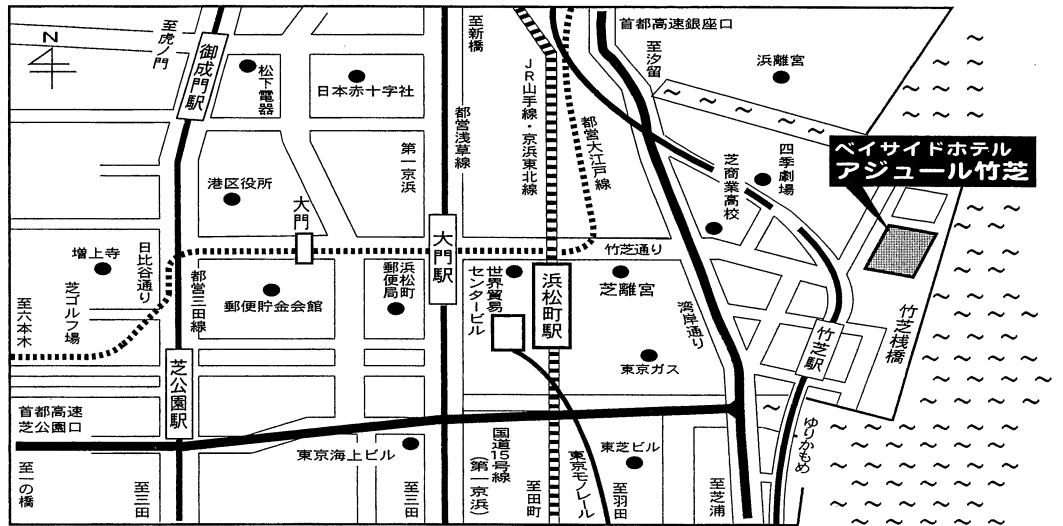 N
至虎ノ門
御成門駅
松下電器
日本赤十字社
至新橋
都営浅草線
第一京浜
JR山手線・京浜東北線
都営大江戸線
首都高速銀座口
至汐留
浜離宮
ベイサイドホテル
アジュール竹芝
四季劇場
芝商業高校
港区役所
大門
大門駅
竹芝通り
増上寺
日比谷通り
都営三田線
芝ゴルフ場
至六本木
郵便貯金会館
浜松町
郵便局
世界貿易
センタービル
浜松町駅
芝離宮
湾岸通り
東京ガス
竹芝駅
竹芝桟橋
芝公園駅
首都高速
芝公園口
至一の橋
至三田
東京海上ビル
至三田
国道15号線
(第一京浜)
至田町
東京モノレール
至羽田
東芝ビル
至芝浦
ゆりかもめ